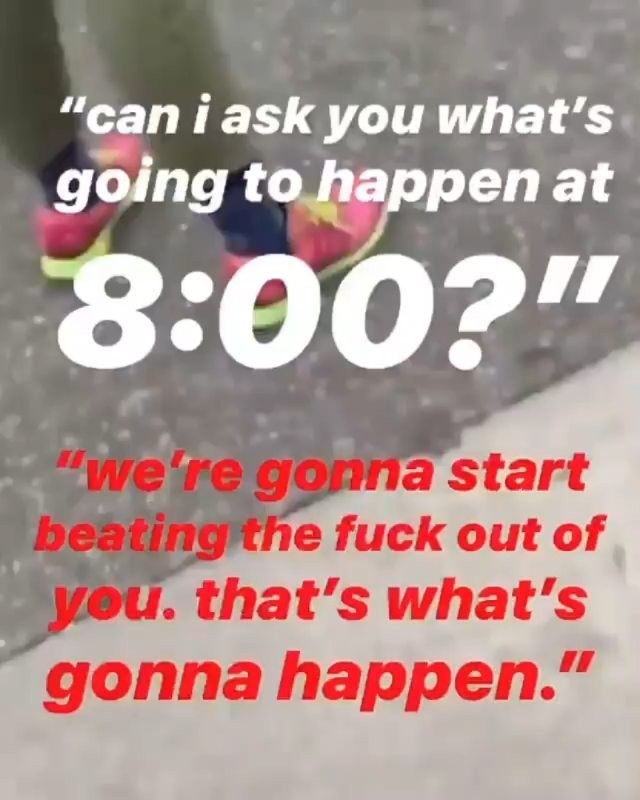 "can i ask you what's
going to happen at
8:00?"
"we're gonna start
beating the fuck out of
you. that's what's
gonna happen."